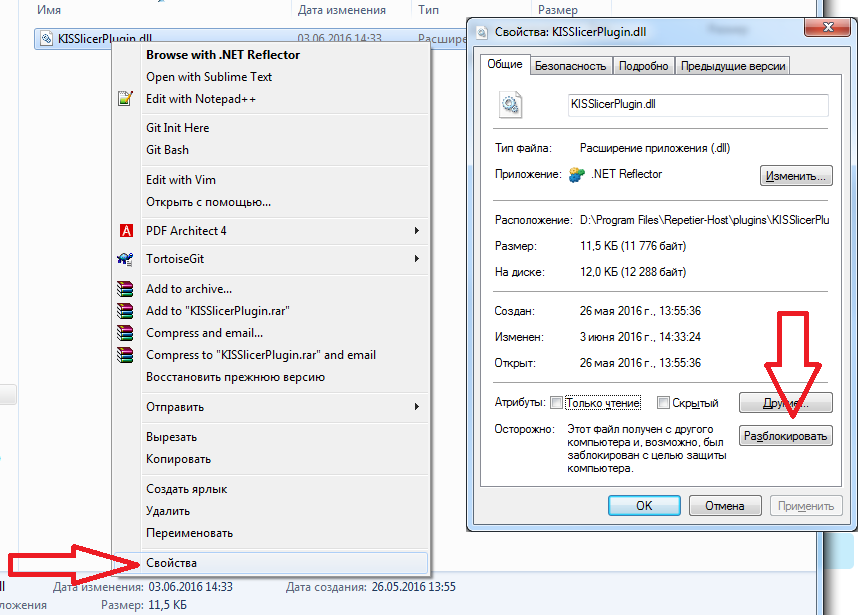 Имя Дата изменения Тип Размер
KISSlicerPlugin.dll 03.06.2016 14:33 Расшире
Browse with .NET Reflector
Open with Sublime Text
Edit with Notepad++
Git Init Here
Git Bash
Edit with Vim
Открыть с помощью...
PDF Architect 4
TortoiseGit
Add to archive...
Add to "KISSlicerPlugin.rar"
Compress and email...
Compress to "KISSlicerPlugin.rar" and email
Восстановить прежнюю версию
Отправить
Вырезать
Копировать
Создать ярлык
Удалить
Переименовать
Свойства
Дата изменения: 03.06.2016 14:33 Дата создания: 26.05.2016 13:55
ложения Размер: 11,5 КБ
Свойства: KISSlicerPlugin.dll
Общие Безопасность Подробно Предыдущие версии
KISSlicerPlugin.dll
Тип файла: Расширение приложения (.dll)
Приложение: .NET Reflector Изменить...
Расположение: D:\Program Files\Repetier-Host\plugins\KISSlicerPlu
Размер: 11,5 КБ (11 776 байт)
На диске: 12,0 КБ (12 288 байт)
Создан: 26 мая 2016 г., 13:55:36
Изменен: 3 июня 2016 г., 14:33:24
Открыт: 26 мая 2016 г., 13:55:36
Атрибуты: Только чтение Скрытый Другие...
Осторожно: Этот файл получен с другого
компьютера и, возможно, был
заблокирован с целью защиты
компьютера.
Разблокировать
OK Отмена Применить